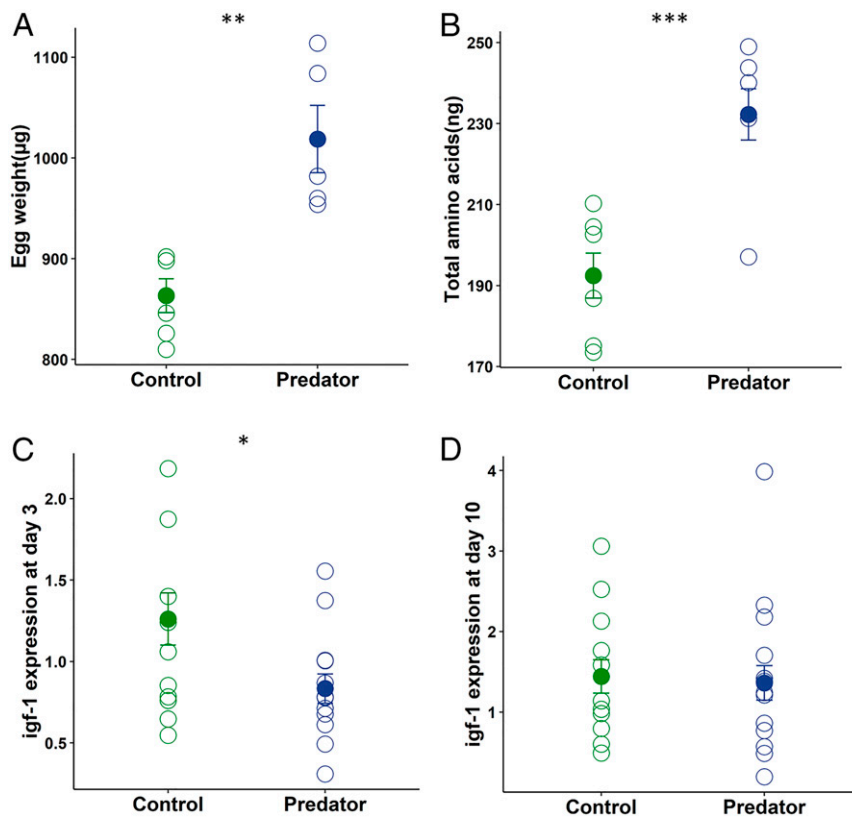 A
**
Egg weight(µg)
1100
1000
900
800
Control Predator
B
***
Total amino acids(ng)
250
230
210
190
170
Control Predator
C
*
igf-1 expression at day 3
2.0
1.5
1.0
0.5
Control Predator
D
igf-1 expression at day 10
4
3
2
1
Control Predator